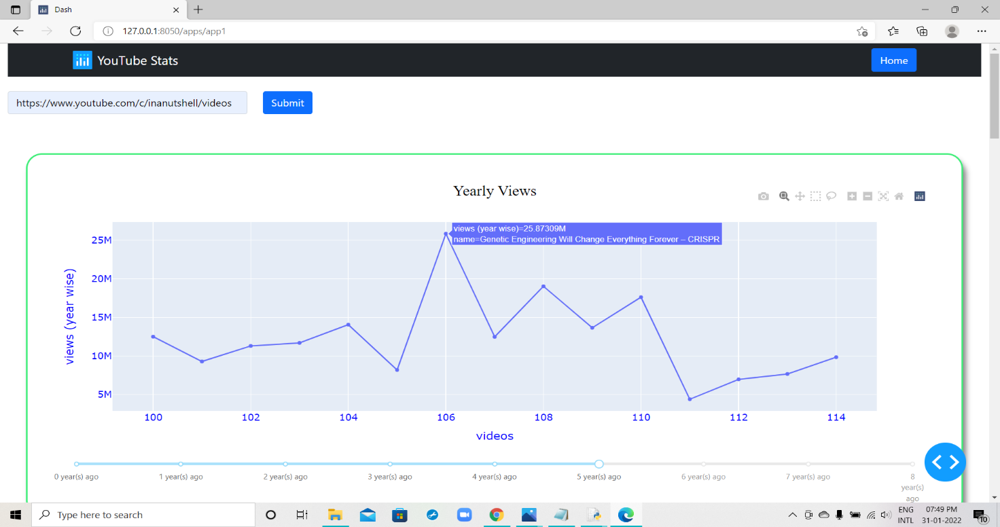 Dash
127.0.0.1:8050/apps/app1
YouTube Stats
Home
https://www.youtube.com/c/inanutshell/videos
Submit
Yearly Views
views (year wise)=25.87309M
name=Genetic Engineering Will Change Everything Forever – CRISPR
views (year wise)
25M
20M
15M
10M
5M
100 102 104 106 108 110 112 114
videos
0 year(s) ago 1 year(s) ago 2 year(s) ago 3 year(s) ago 4 year(s) ago 5 year(s) ago 6 year(s) ago 7 year(s) ago 8
year(s)
ago
Type here to search
ENG 07:49 PM
INTL 31-01-2022
10